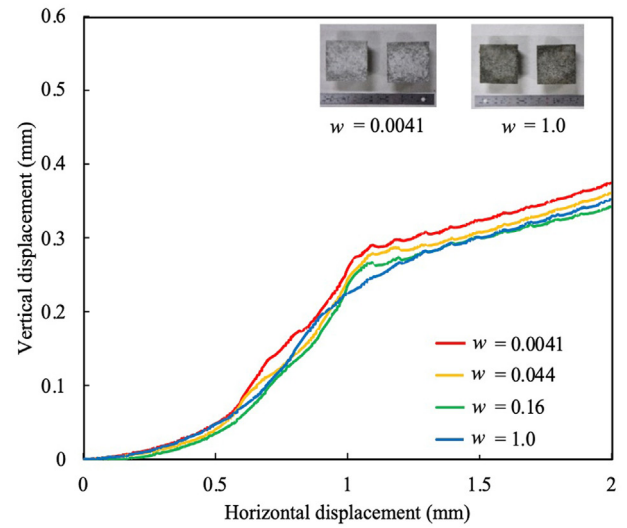 0.6
0.5
0.4
0.3
0.2
0.1
0
Vertical displacement (mm)
w = 0.0041
w = 1.0
w = 0.0041
w = 0.044
w = 0.16
w = 1.0
0
0.5
1
1.5
2
Horizontal displacement (mm)